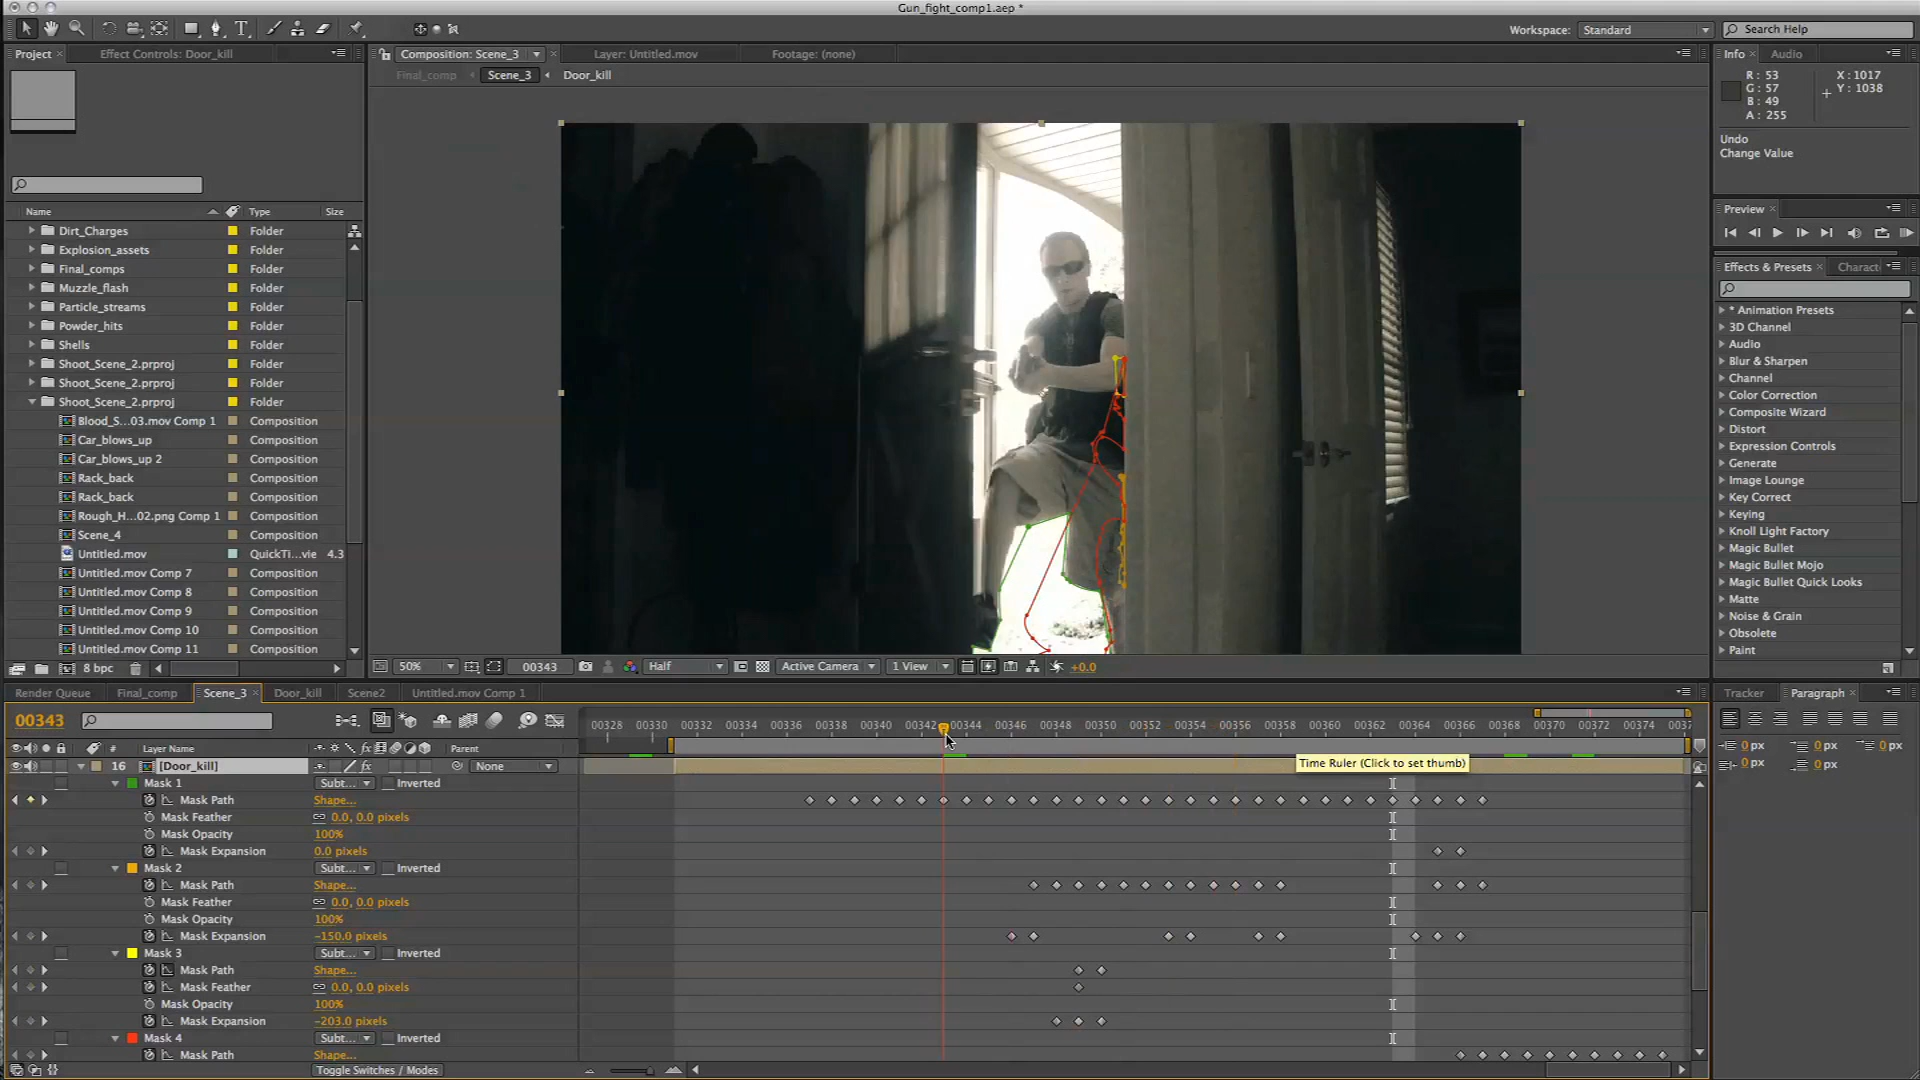 Gun_fight_comp1.aep *
Workspace: Standard
Search Help
Project
Effect Controls: Door_kill
Composition: Scene_3
Layer: Untitled.mov
Footage: (none)
Final_comp
Scene_3
Door_kill
Info
Audio
R: 53
G: 57
B: 49
A: 255
X: 1017
Y: 1038
Undo
Change Value
Preview
Effects & Presets
Charact
* Animation Presets
3D Channel
Audio
Blur & Sharpen
Channel
Color Correction
Composite Wizard
Distort
Expression Controls
Generate
Image Lounge
Key Correct
Keying
Knoll Light Factory
Magic Bullet
Magic Bullet Mojo
Magic Bullet Quick Looks
Matte
Noise & Grain
Obsolete
Paint
Name Type Size
Dirt_Charges Folder
Explosion_assets Folder
Final_comps Folder
Muzzle_flash Folder
Particle_streams Folder
Powder_hits Folder
Shells Folder
Shoot_Scene_2.prproj Folder
Shoot_Scene_2.prproj Folder
Shoot_Scene_2.prproj Folder
Blood_S...03.mov Comp 1 Composition
Car_blows_up Composition
Car_blows_up 2 Composition
Rack_back Composition
Rack_back Composition
Rough_H...02.png Comp 1 Composition
Scene_4 Composition
Untitled.mov QuickTi...vie 4.3
Untitled.mov Comp 7 Composition
Untitled.mov Comp 8 Composition
Untitled.mov Comp 9 Composition
Untitled.mov Comp 10 Composition
Untitled.mov Comp 11 Composition
8 bpc
50% 00343 Half Active Camera 1 View +0.0
Render Queue Final_comp Scene_3 Door_kill Scene2 Untitled.mov Comp 1
Tracker Paragraph
00343
00328 00330 00332 00334 00336 00338 00340 00342 00344 00346 00348 00350 00352 00354 00356 00358 00360 00362 00364 00366 00368 00370 00372 00374 0037
# Layer Name fx Parent
16 [Door_kill] fx None
Time Ruler (Click to set thumb)
Mask 1 Subt... Inverted
Mask Path Shape...
Mask Feather 0.0, 0.0 pixels
Mask Opacity 100%
Mask Expansion 0.0 pixels
Mask 2 Subt... Inverted
Mask Path Shape...
Mask Feather 0.0, 0.0 pixels
Mask Opacity 100%
Mask Expansion -150.0 pixels
Mask 3 Subt... Inverted
Mask Path Shape...
Mask Feather 0.0, 0.0 pixels
Mask Opacity 100%
Mask Expansion -203.0 pixels
Mask 4 Subt... Inverted
Mask Path Shape...
Toggle Switches / Modes
0 px 0 px 0 px
0 px 0 px